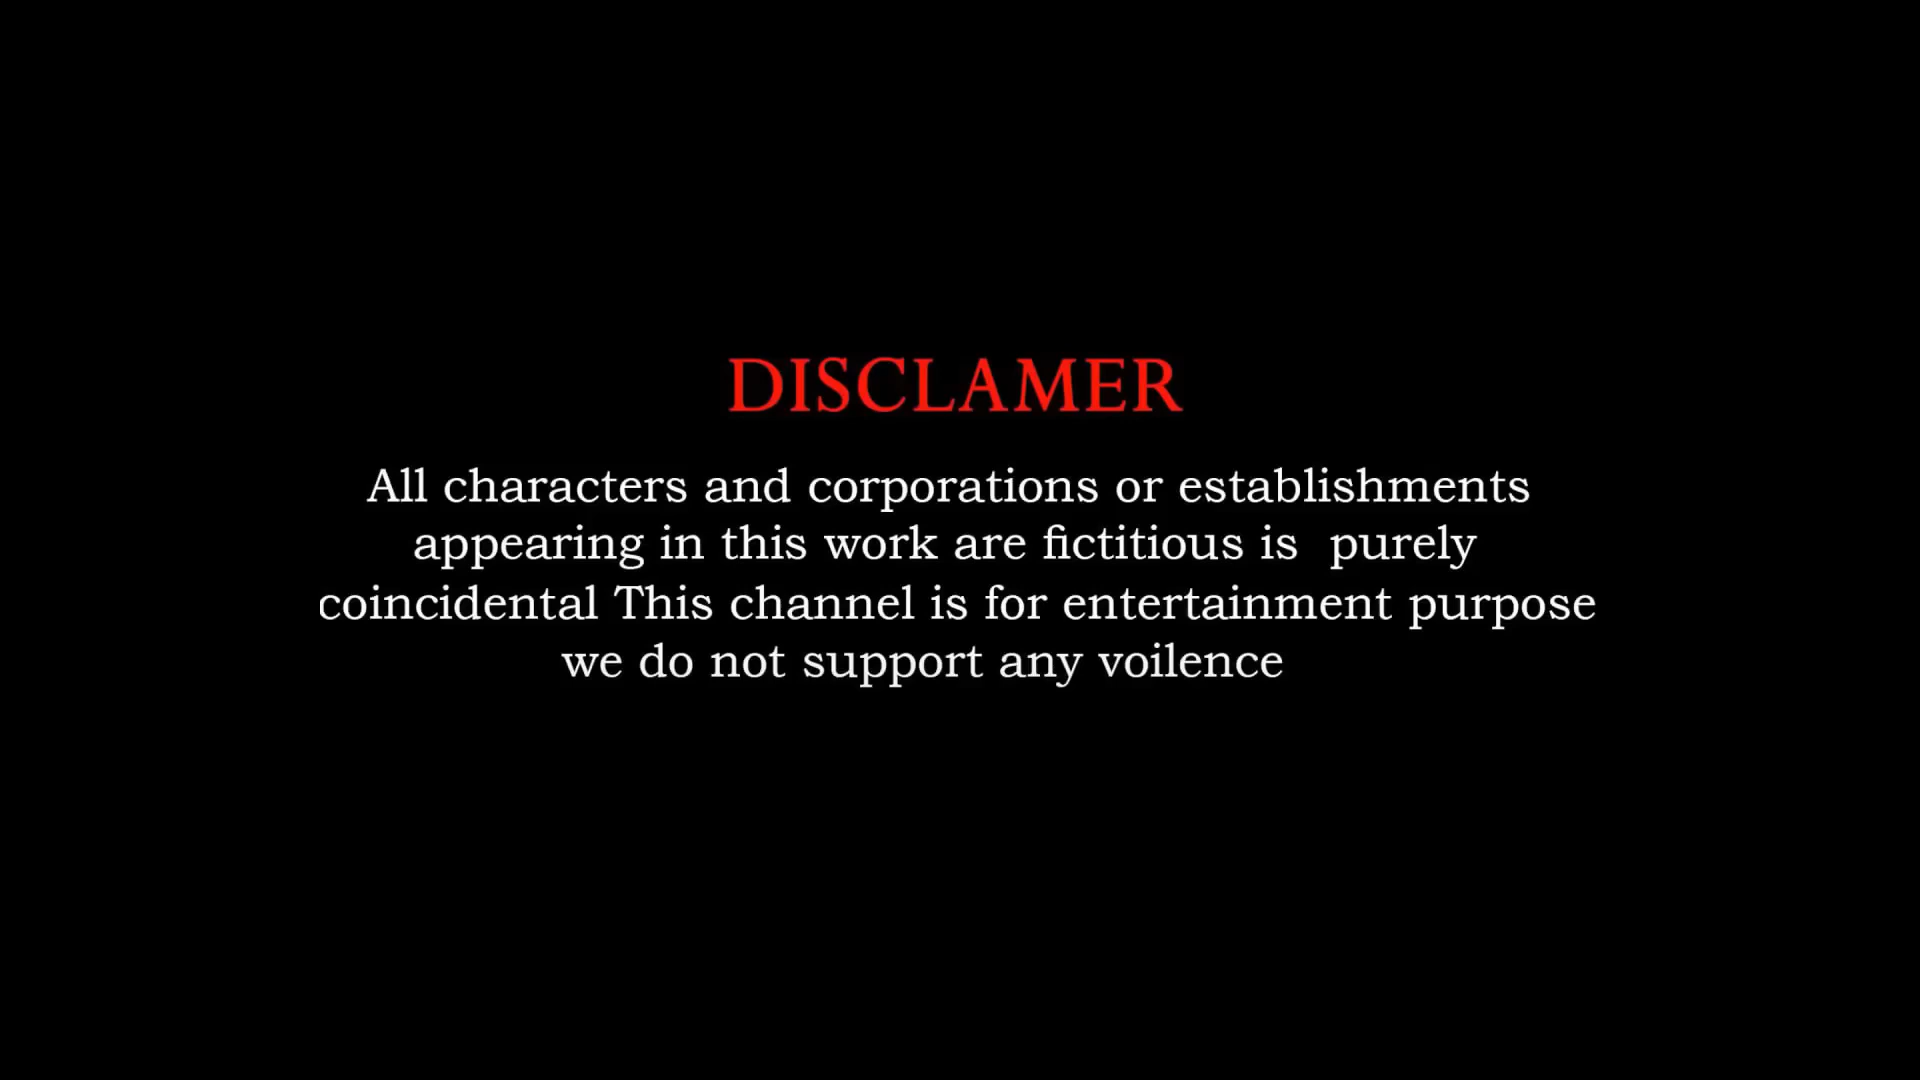 DISCLAMER
All characters and corporations or establishments
appearing in this work are fictitious is  purely
coincidental This channel is for entertainment purpose
we do not support any voilence